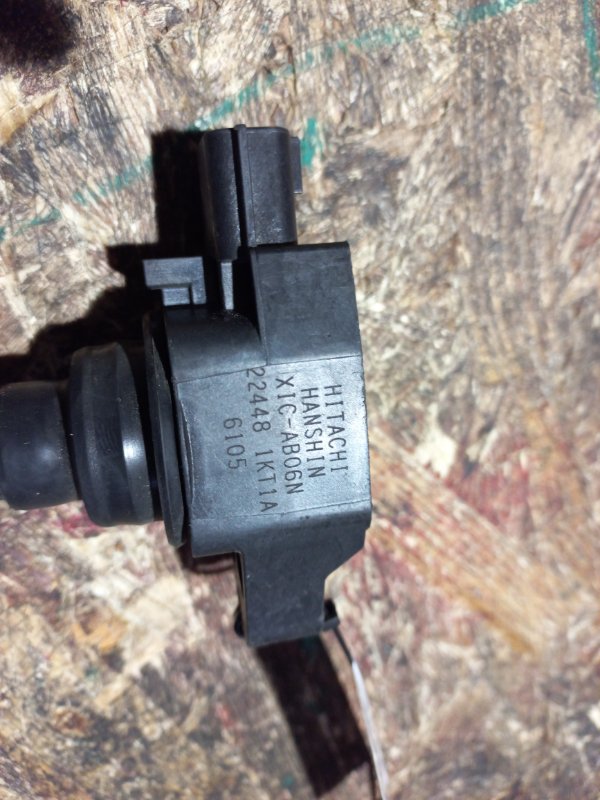 HITACHI
HANSHIN
XIC-AB06N
22448 1KT1A
6105